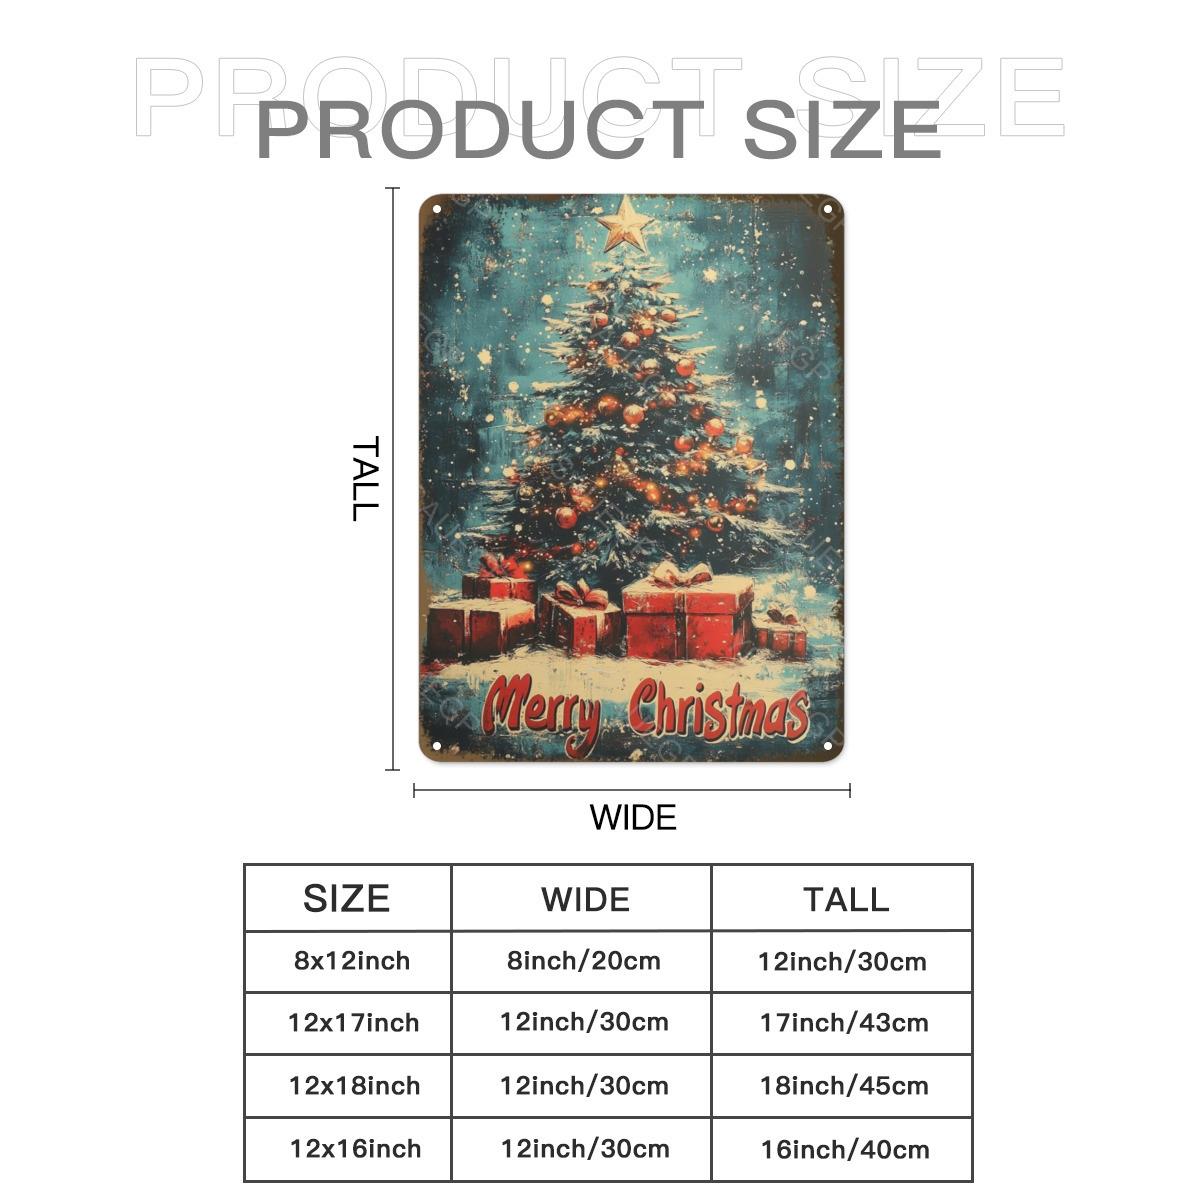 PRODUCT SIZE
PRODUCT SIZE
TALL
Merry Christmas
WIDE
SIZE WIDE TALL
8x12inch 8inch/20cm 12inch/30cm
12x17inch 12inch/30cm 17inch/43cm
12x18inch 12inch/30cm 18inch/45cm
12x16inch 12inch/30cm 16inch/40cm